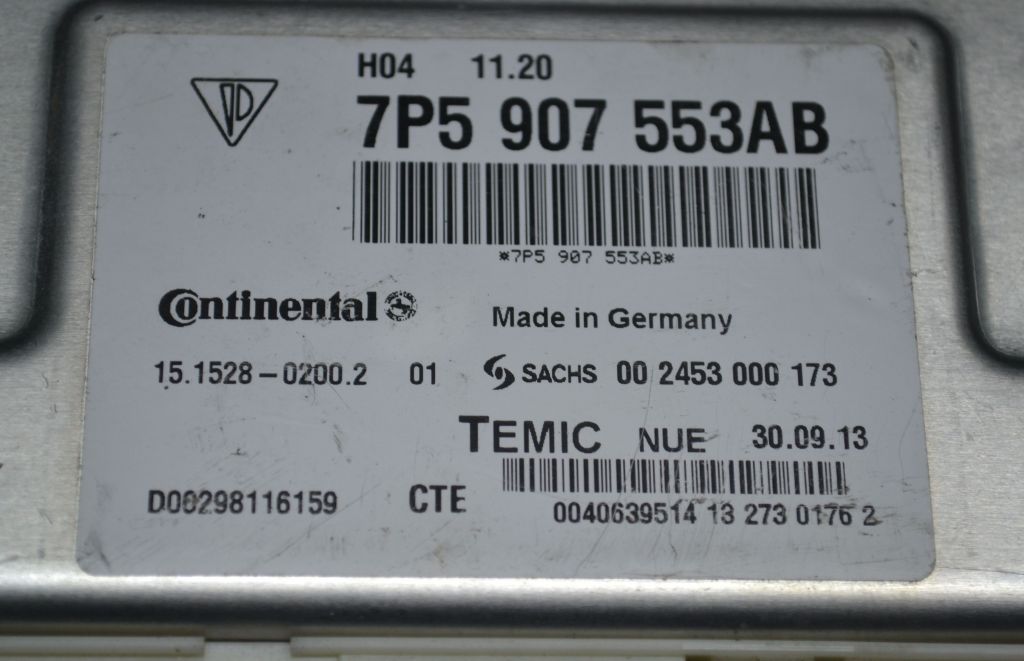 H04 11.20
7P5 907 553AB
*7P5 907 553AB*
Continental
Made in Germany
15.1528-0200.2 01 SACHS 00 2453 000 173
TEMIC NUE 30.09.13
D00298116159 CTE 0040639514 13 273 0176 2